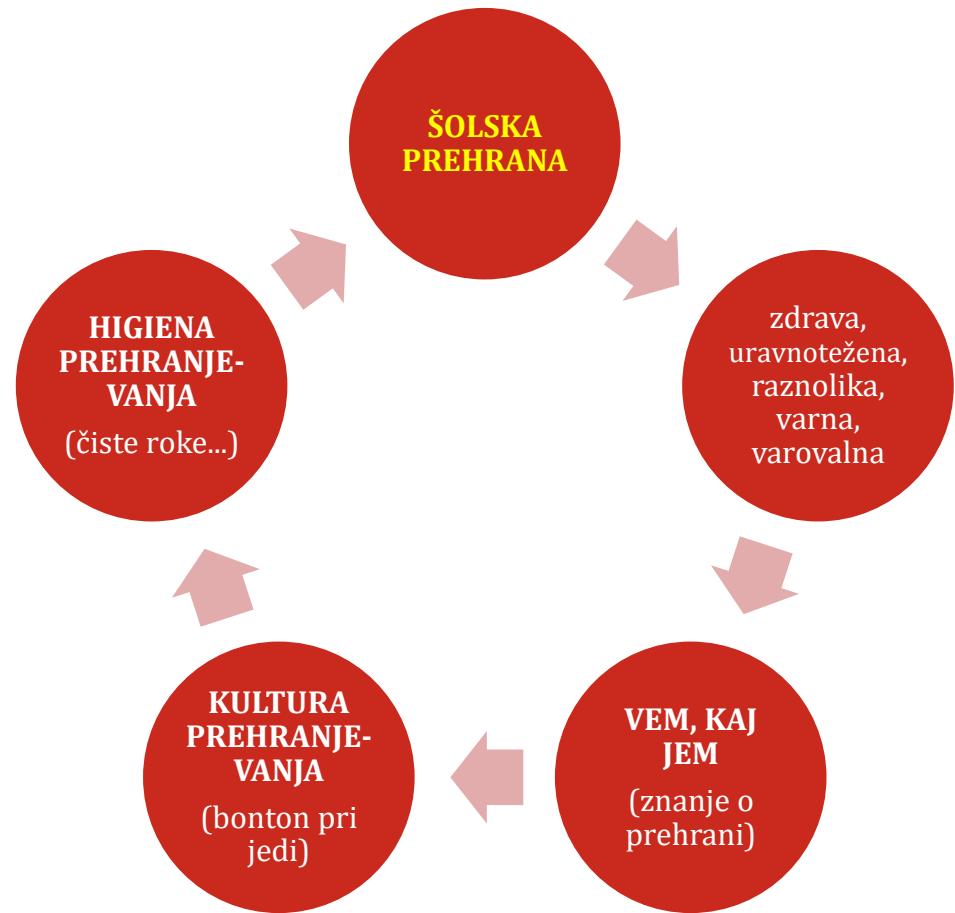 ŠOLSKA
PREHRANA
zdrava,
uravnotežena,
raznolika,
varna,
varovalna
VEM, KAJ
JEM
(znanje o
prehrani)
KULTURA
PREHRANJE-
VANJA
(bonton pri
jedi)
HIGIENA
PREHRANJE-
VANJA
(čiste roke...)